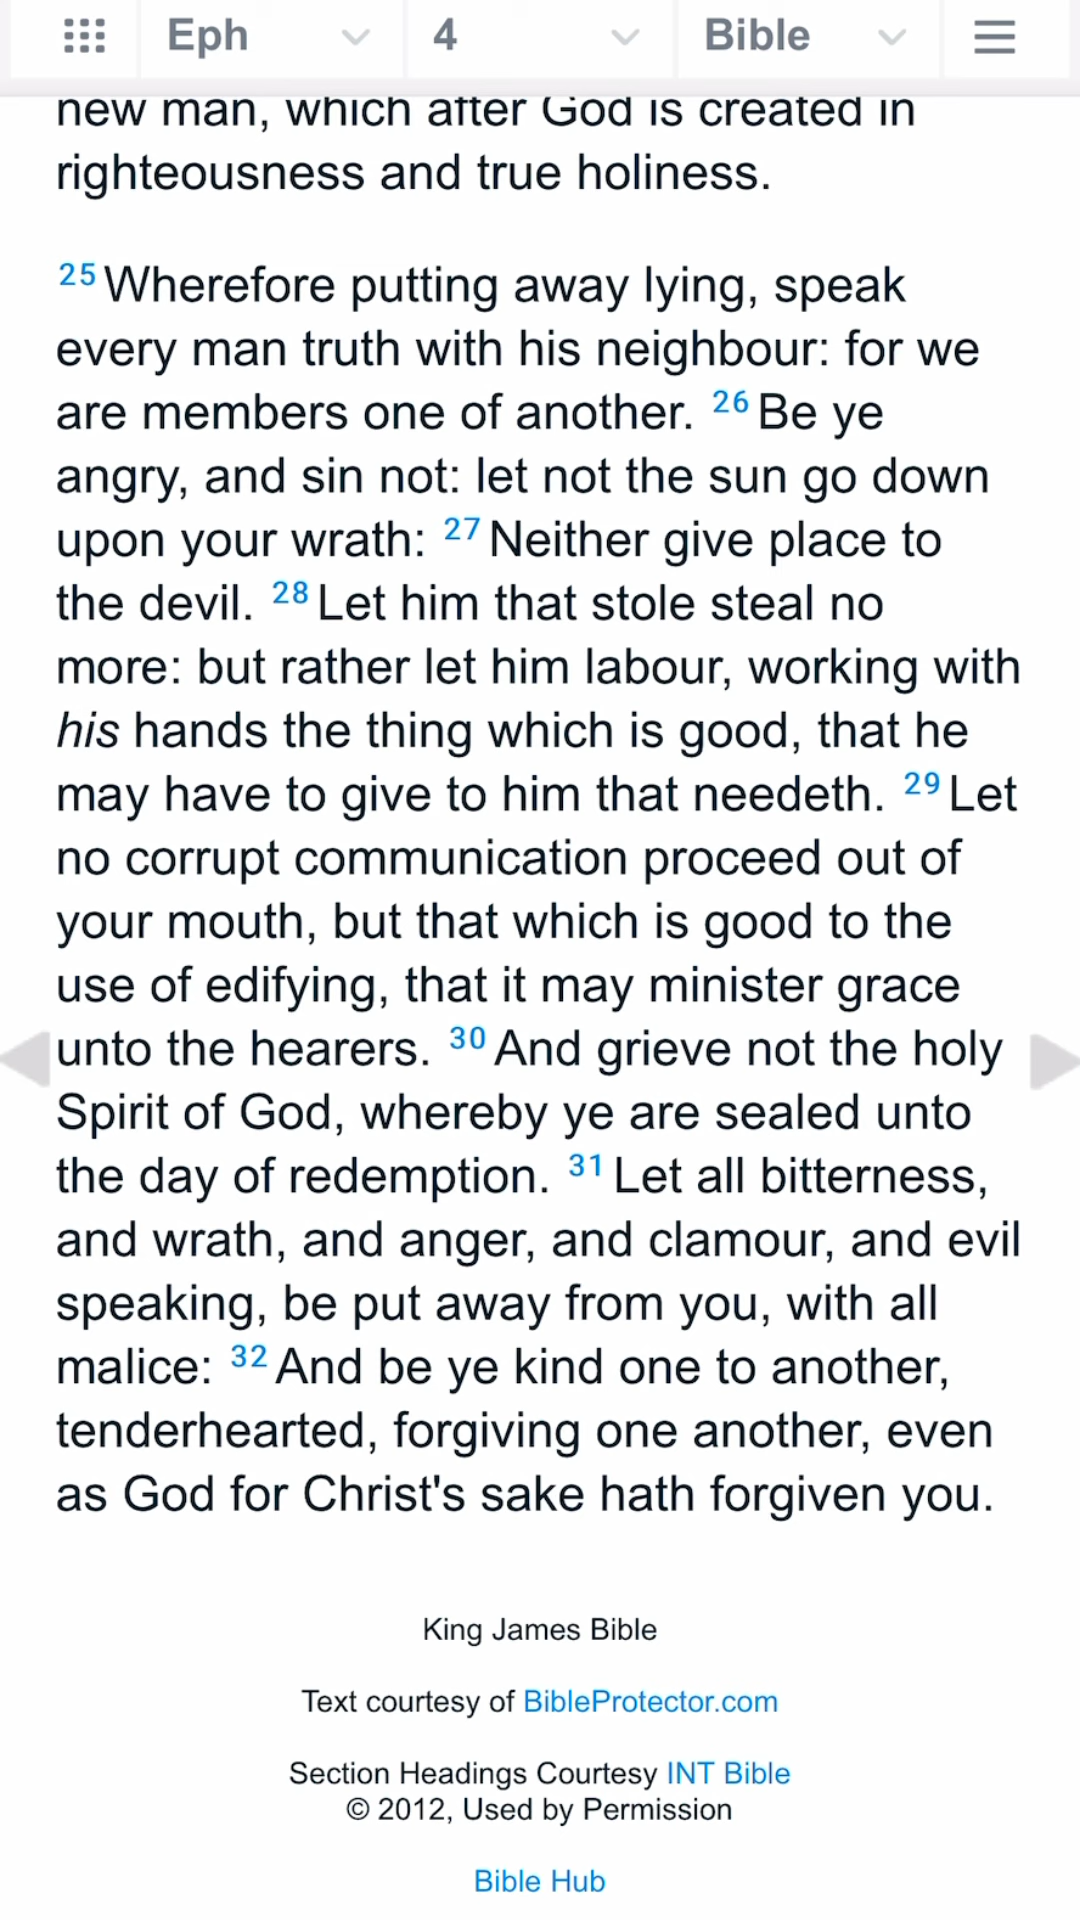 Eph 4 Bible
new man, which after God is created in
righteousness and true holiness.
25 Wherefore putting away lying, speak
every man truth with his neighbour: for we
are members one of another. 26 Be ye
angry, and sin not: let not the sun go down
upon your wrath: 27 Neither give place to
the devil. 28 Let him that stole steal no
more: but rather let him labour, working with
his hands the thing which is good, that he
may have to give to him that needeth. 29 Let
no corrupt communication proceed out of
your mouth, but that which is good to the
use of edifying, that it may minister grace
unto the hearers. 30 And grieve not the holy
Spirit of God, whereby ye are sealed unto
the day of redemption. 31 Let all bitterness,
and wrath, and anger, and clamour, and evil
speaking, be put away from you, with all
malice: 32 And be ye kind one to another,
tenderhearted, forgiving one another, even
as God for Christ's sake hath forgiven you.
King James Bible
Text courtesy of BibleProtector.com
Section Headings Courtesy INT Bible
© 2012, Used by Permission
Bible Hub